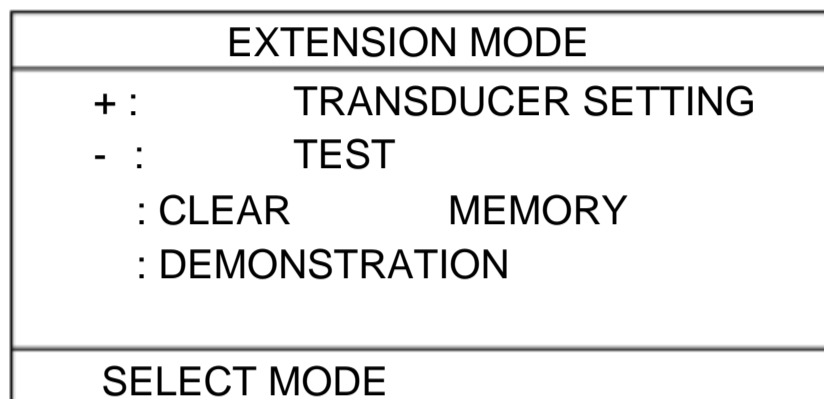 EXTENSION MODE
+ : TRANSDUCER SETTING
- : TEST
: CLEAR MEMORY
: DEMONSTRATION
SELECT MODE